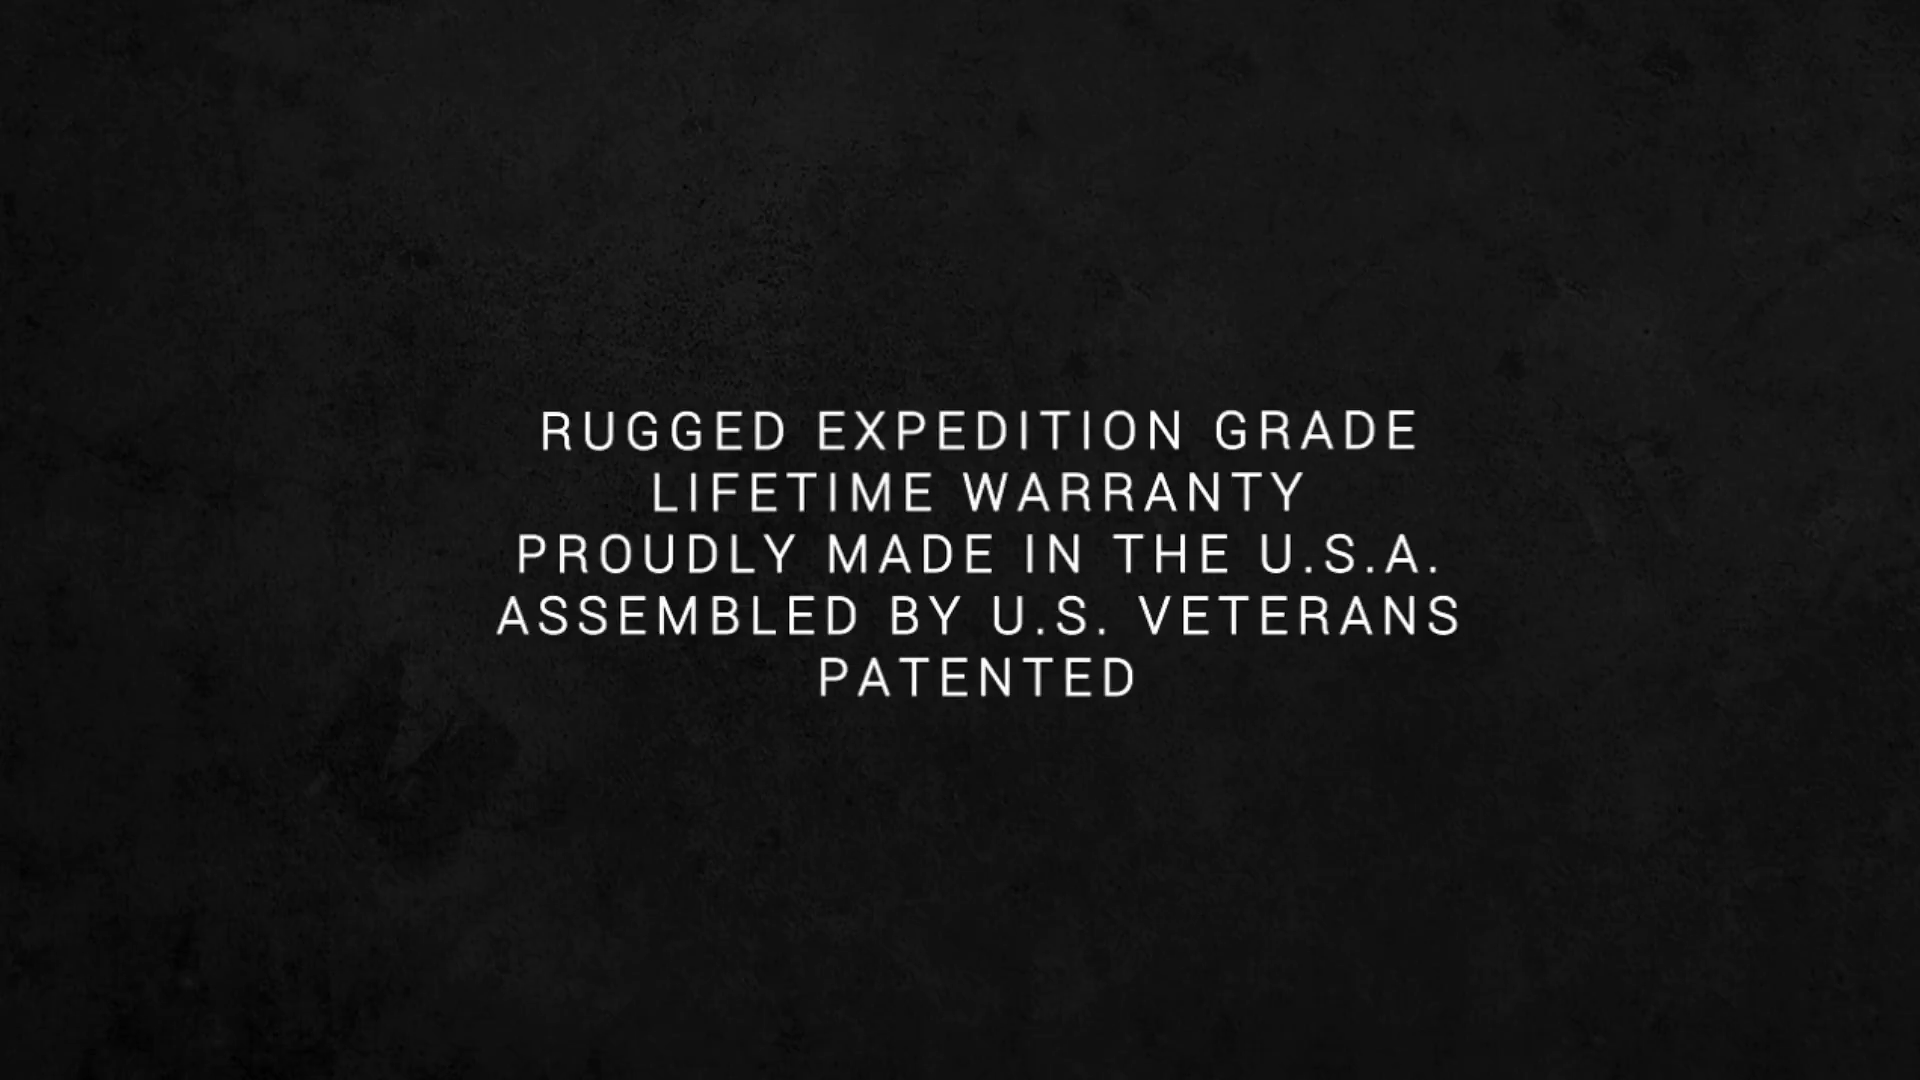 RUGGED EXPEDITION GRADE
LIFETIME WARRANTY
PROUDLY MADE IN THE U.S.A.
ASSEMBLED BY U.S. VETERANS
PATENTED